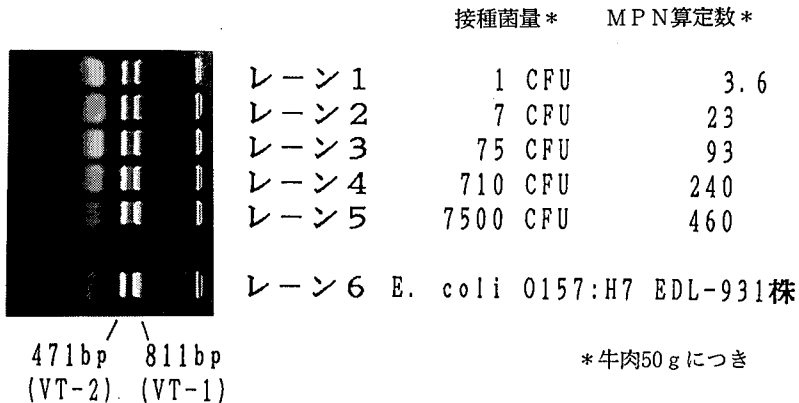 接種菌量* MPN算定数*
レーン1 1 CFU 3.6
レーン2 7 CFU 23
レーン3 75 CFU 93
レーン4 710 CFU 240
レーン5 7500 CFU 460
レーン6 E. coli O157:H7 EDL-931株
471bp 811bp
(VT-2) (VT-1)
*牛肉50gにつき